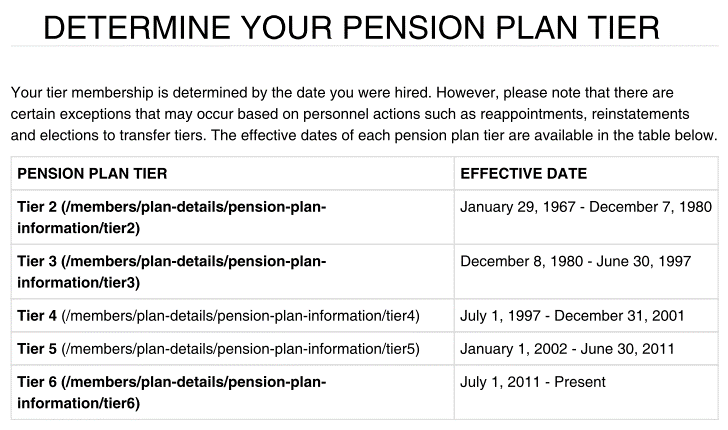 DETERMINE YOUR PENSION PLAN TIER
Your tier membership is determined by the date you were hired. However, please note that there are
certain exceptions that may occur based on personnel actions such as reappointments, reinstatements
and elections to transfer tiers. The effective dates of each pension plan tier are available in the table below.
PENSION PLAN TIER EFFECTIVE DATE
Tier 2 (/members/plan-details/pension-plan- January 29, 1967 - December 7, 1980
information/tier2)
Tier 3 (/members/plan-details/pension-plan- December 8, 1980 - June 30, 1997
information/tier3)
Tier 4 (/members/plan-details/pension-plan-information/tier4) July 1, 1997 - December 31, 2001
Tier 5 (/members/plan-details/pension-plan-information/tier5) January 1, 2002 - June 30, 2011
Tier 6 (/members/plan-details/pension-plan- July 1, 2011 - Present
information/tier6)